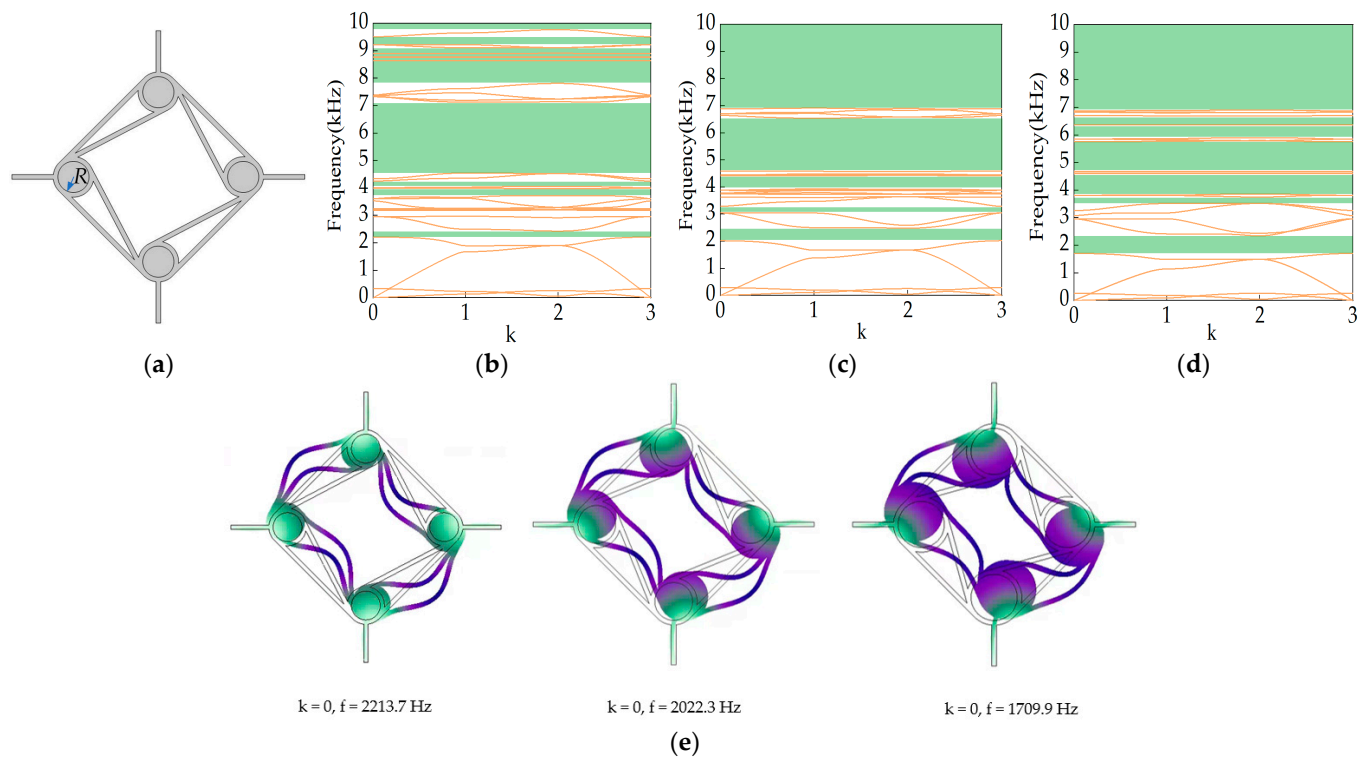 R
(a)
10
9
8
7
6
5
4
3
2
1
0
Frequency(kHz)
0 1 2 3
k
(b)
10
9
8
7
6
5
4
3
2
1
0
Frequency(kHz)
0 1 2 3
k
(c)
10
9
8
7
6
5
4
3
2
1
0
Frequency(kHz)
0 1 2 3
k
(d)
k = 0, f = 2213.7 Hz
k = 0, f = 2022.3 Hz
k = 0, f = 1709.9 Hz
(e)